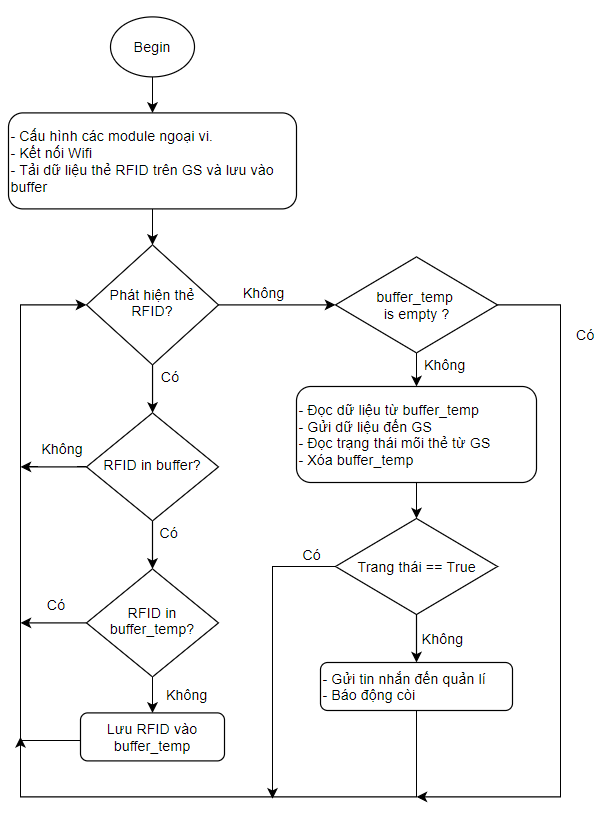 Begin
- Cấu hình các module ngoại vi.
- Kết nối Wifi
- Tải dữ liệu thẻ RFID trên GS và lưu vào
buffer
Phát hiện thẻ
RFID?
Không
buffer_temp
is empty ?
Có
Không
Có
- Đọc dữ liệu từ buffer_temp
- Gửi dữ liệu đến GS
- Đọc trạng thái mõi thẻ từ GS
- Xóa buffer_temp
Không
RFID in buffer?
Có
Có
Trang thái == True
Có
RFID in
buffer_temp?
Không
Không
- Gửi tin nhắn đến quản lí
- Báo động còi
Lưu RFID vào
buffer_temp